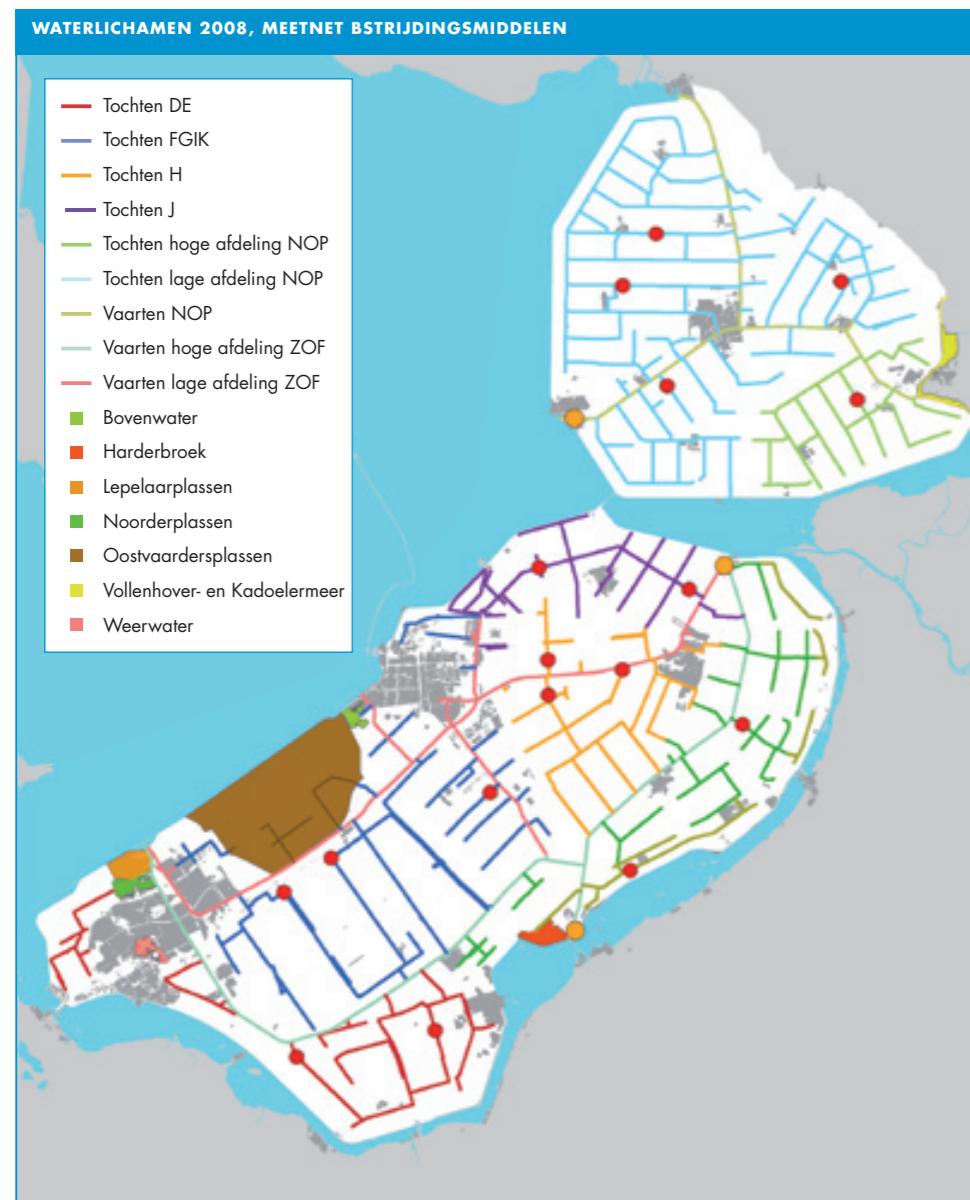 WATERLICHAMEN 2008, MEETNET BSTRIJDINGSMIDDELEN
Tochten DE
Tochten FGIK
Tochten H
Tochten J
Tochten hoge afdeling NOP
Tochten lage afdeling NOP
Vaarten NOP
Vaarten hoge afdeling ZOF
Vaarten lage afdeling ZOF
Bovenwater
Harderbroek
Lepelaarplassen
Noorderplassen
Oostvaardersplassen
Vollenhover- en Kadoelermeer
Weerwater